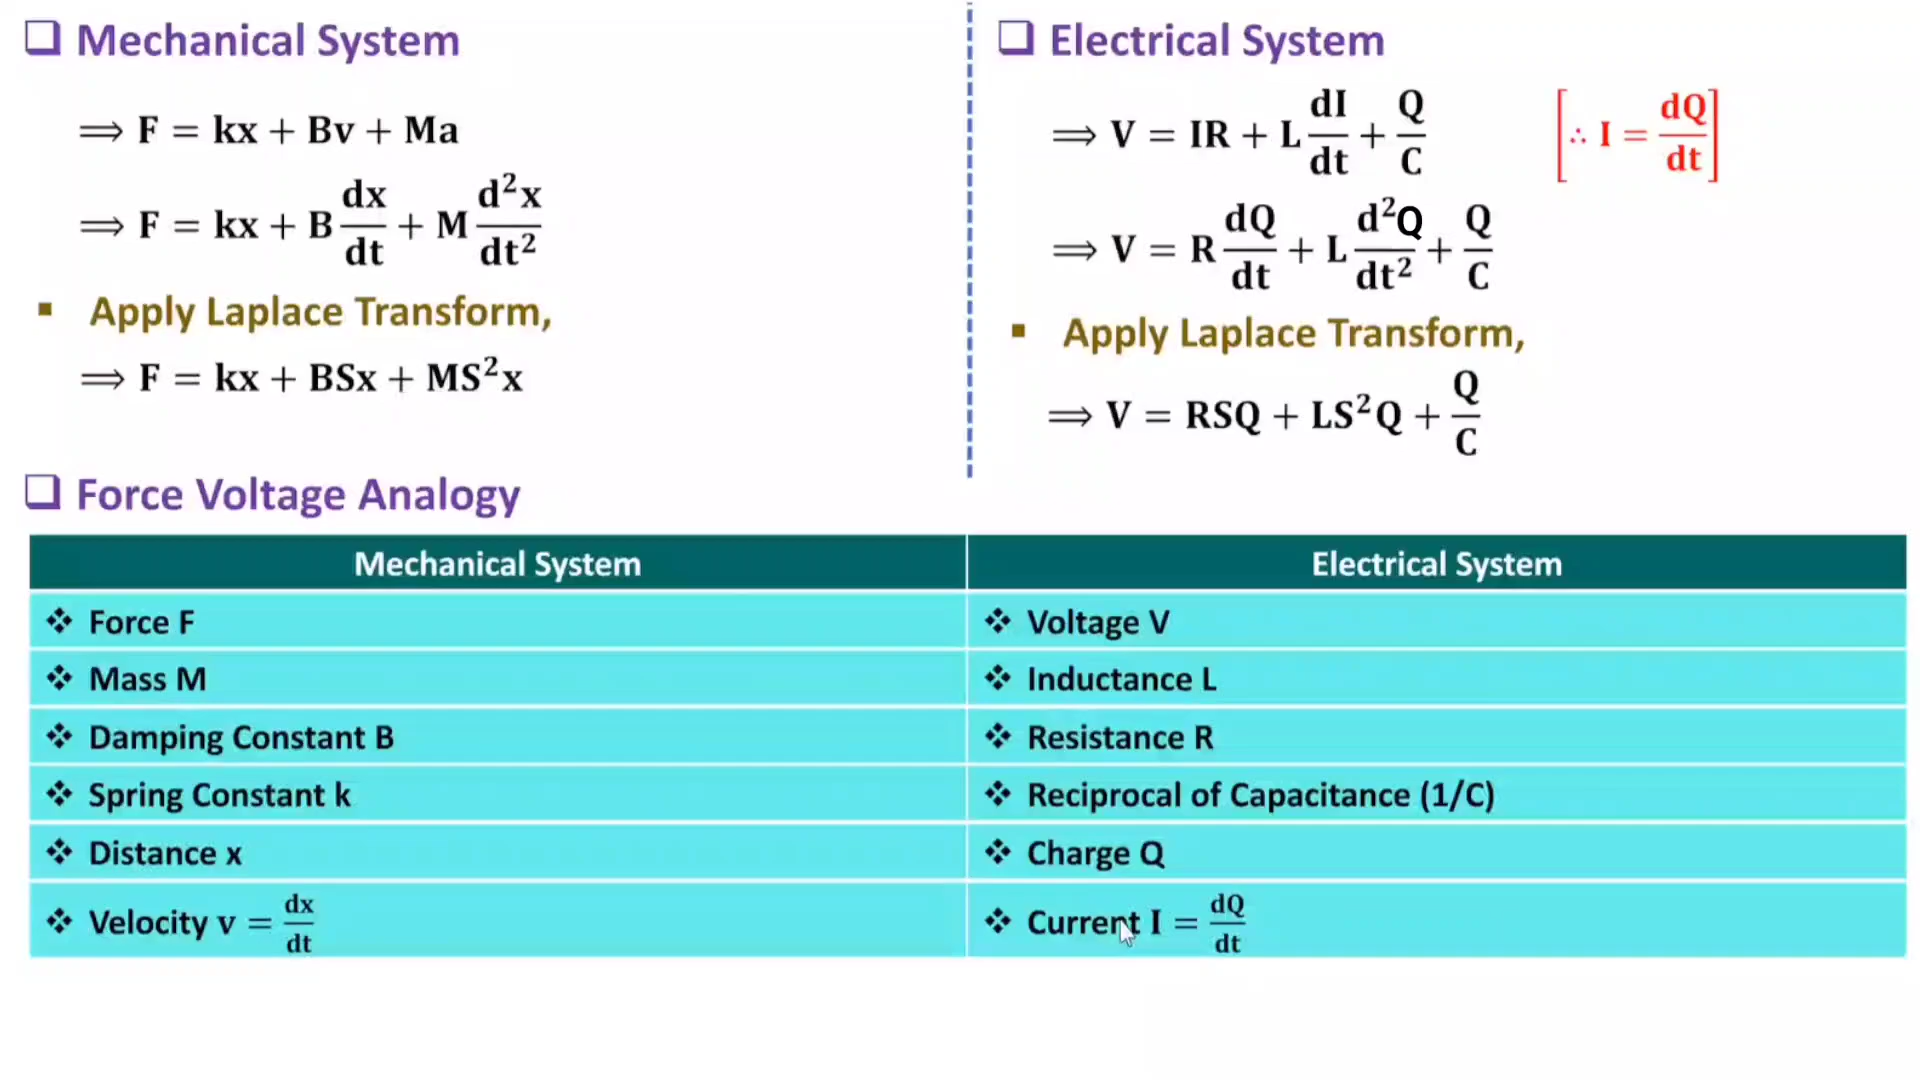 ❑ Mechanical System
⟹ F = kx + Bv + Ma
⟹ F = kx + B dx/dt + M d²x/dt²
▪ Apply Laplace Transform,
⟹ F = kx + BSx + MS²x
❑ Electrical System
⟹ V = IR + L dI/dt + Q/C [∴ I = dQ/dt]
⟹ V = R dQ/dt + L d²Q/dt² + Q/C
▪ Apply Laplace Transform,
⟹ V = RSQ + LS²Q + Q/C
❑ Force Voltage Analogy
Mechanical System Electrical System
❖ Force F ❖ Voltage V
❖ Mass M ❖ Inductance L
❖ Damping Constant B ❖ Resistance R
❖ Spring Constant k ❖ Reciprocal of Capacitance (1/C)
❖ Distance x ❖ Charge Q
❖ Velocity v = dx/dt ❖ Current I = dQ/dt